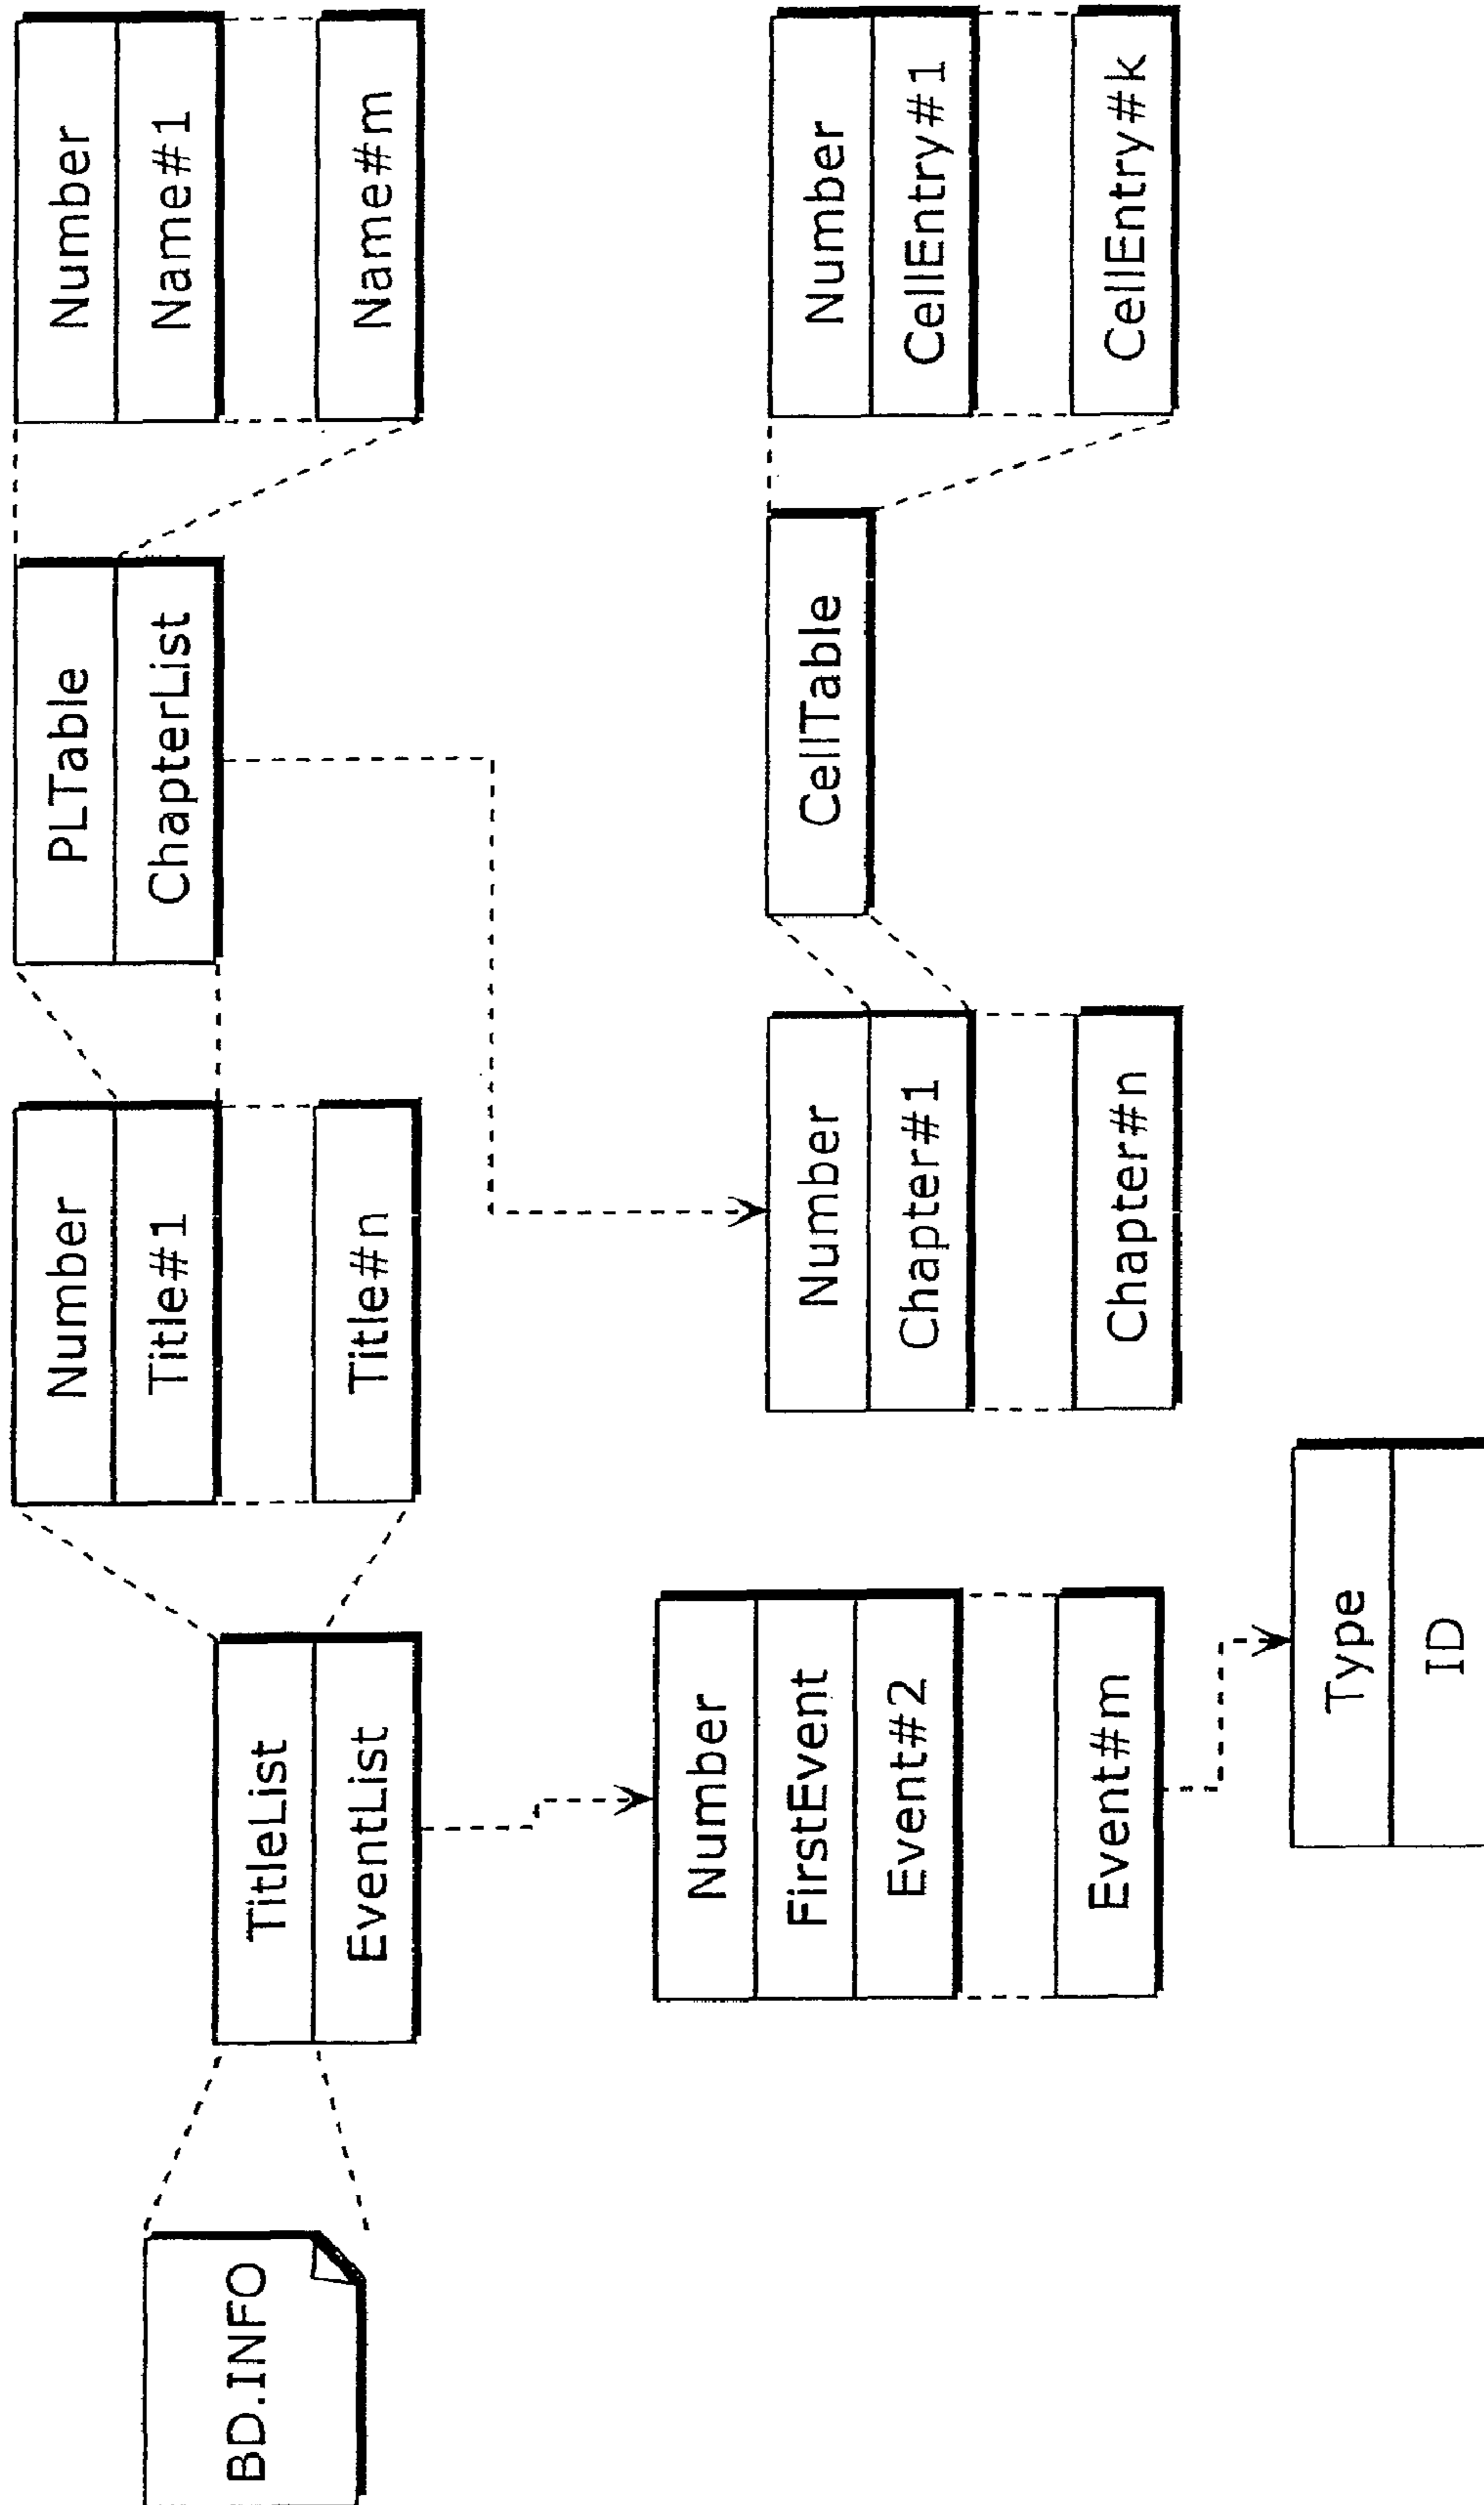 BD.INFO
TitleList
EventList
Number
Title#1
Title#n
PLTable
ChapterList
Number
Name#1
Name#m
Number
FirstEvent
Event#2
Event#m
Type
ID
Number
Chapter#1
Chapter#n
CellTable
Number
CellEntry#1
CellEntry#k